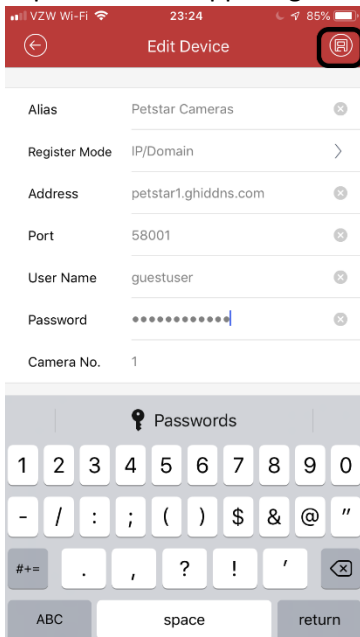 VZW Wi-Fi 23:24 85%
Edit Device
Alias Petstar Cameras
Register Mode IP/Domain
Address petstar1.ghiddns.com
Port 58001
User Name guestuser
Password ••••••••••••
Camera No. 1
Passwords
1 2 3 4 5 6 7 8 9 0
- / : ; ( ) $ & @ "
#+= . , ? ! '
ABC space return